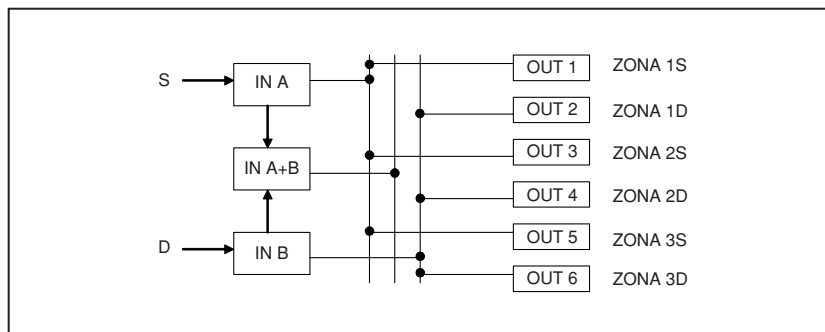 S
IN A
IN A+B
D
IN B
OUT 1 ZONA 1S
OUT 2 ZONA 1D
OUT 3 ZONA 2S
OUT 4 ZONA 2D
OUT 5 ZONA 3S
OUT 6 ZONA 3D